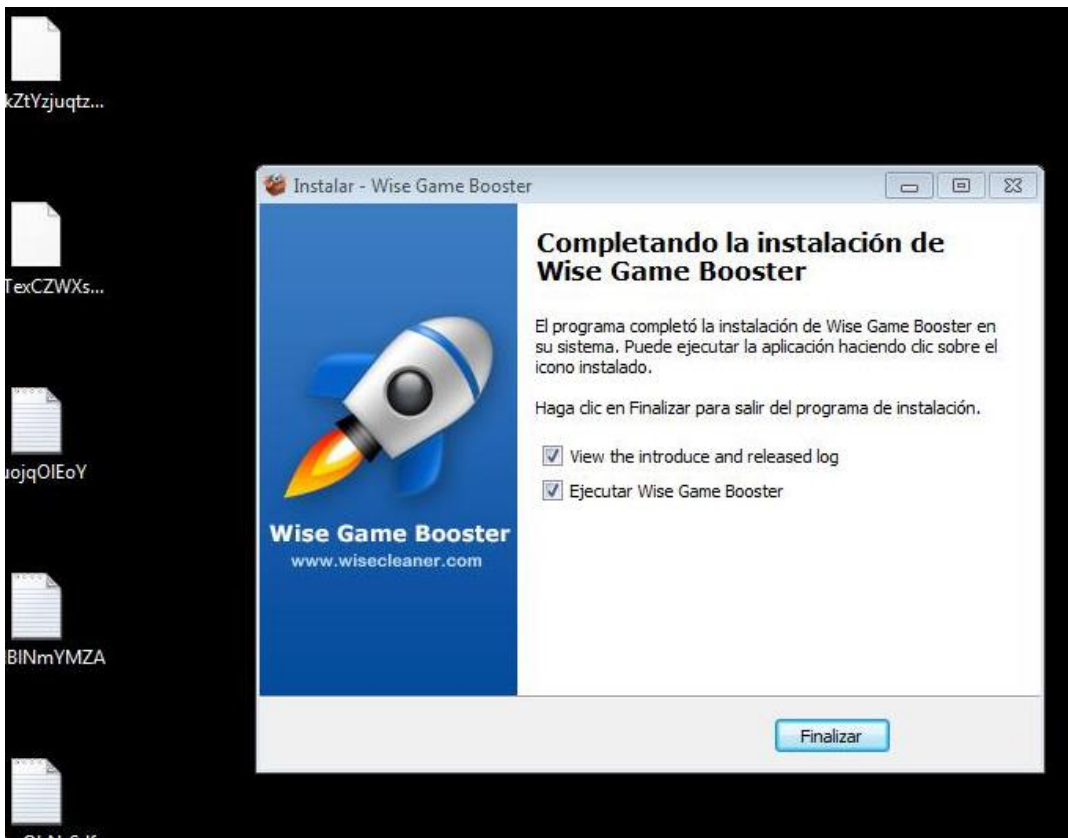 kZtYzjuqtz...
TexCZWXs...
uojqOIEoY
BINmYMZA
Instalar - Wise Game Booster
Completando la instalación de
Wise Game Booster
El programa completó la instalación de Wise Game Booster en
su sistema. Puede ejecutar la aplicación haciendo clic sobre el
icono instalado.
Haga clic en Finalizar para salir del programa de instalación.
View the introduce and released log
Ejecutar Wise Game Booster
Wise Game Booster
www.wisecleaner.com
Finalizar